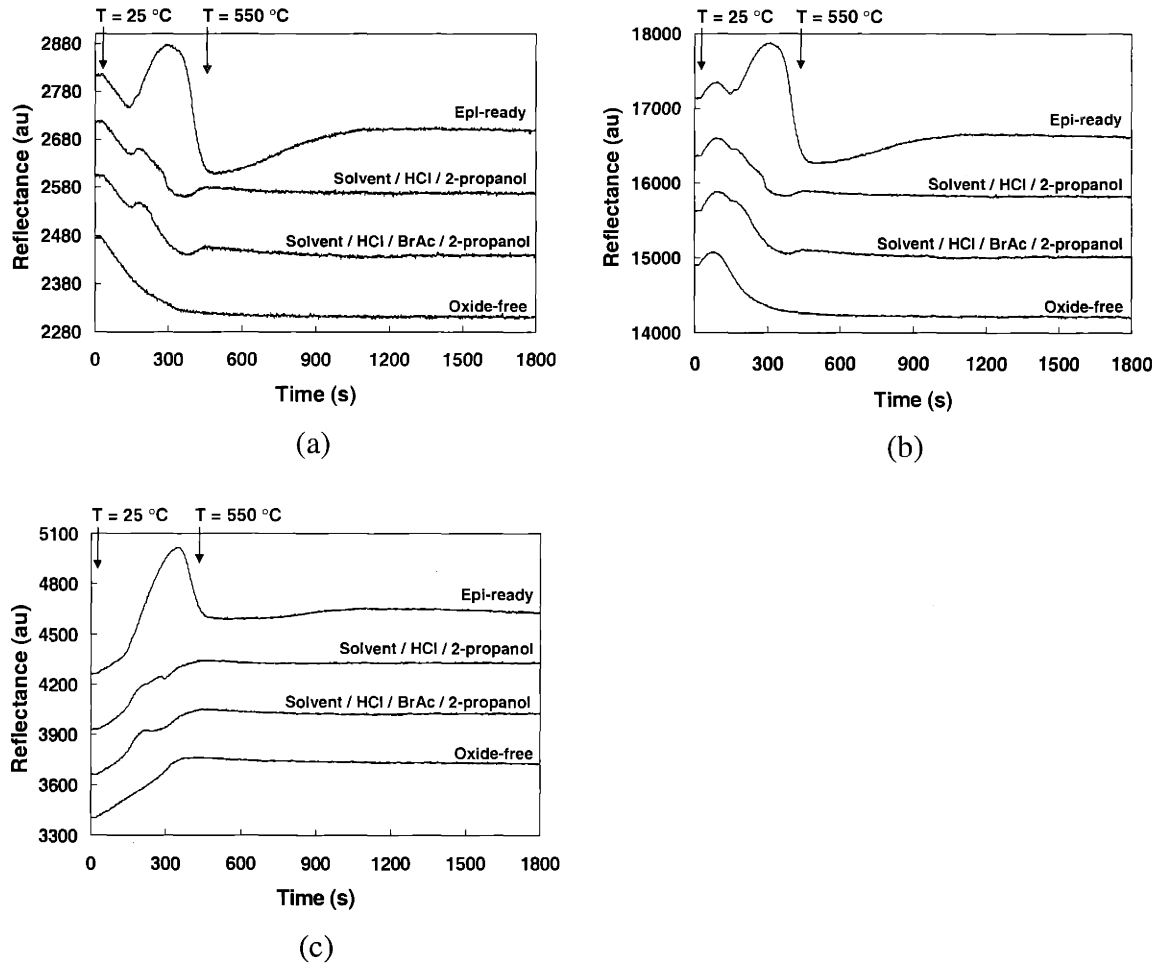 T = 25 °C T = 550 °C
2880
2780
2680
2580
2480
2380
2280
Reflectance (au)
Epi-ready
Solvent / HCl / 2-propanol
Solvent / HCl / BrAc / 2-propanol
Oxide-free
0 300 600 900 1200 1500 1800
Time (s)
(a)
T = 25 °C T = 550 °C
18000
17000
16000
15000
14000
Reflectance (au)
Epi-ready
Solvent / HCl / 2-propanol
Solvent / HCl / BrAc / 2-propanol
Oxide-free
0 300 600 900 1200 1500 1800
Time (s)
(b)
T = 25 °C T = 550 °C
5100
4800
4500
4200
3900
3600
3300
Reflectance (au)
Epi-ready
Solvent / HCl / 2-propanol
Solvent / HCl / BrAc / 2-propanol
Oxide-free
0 300 600 900 1200 1500 1800
Time (s)
(c)